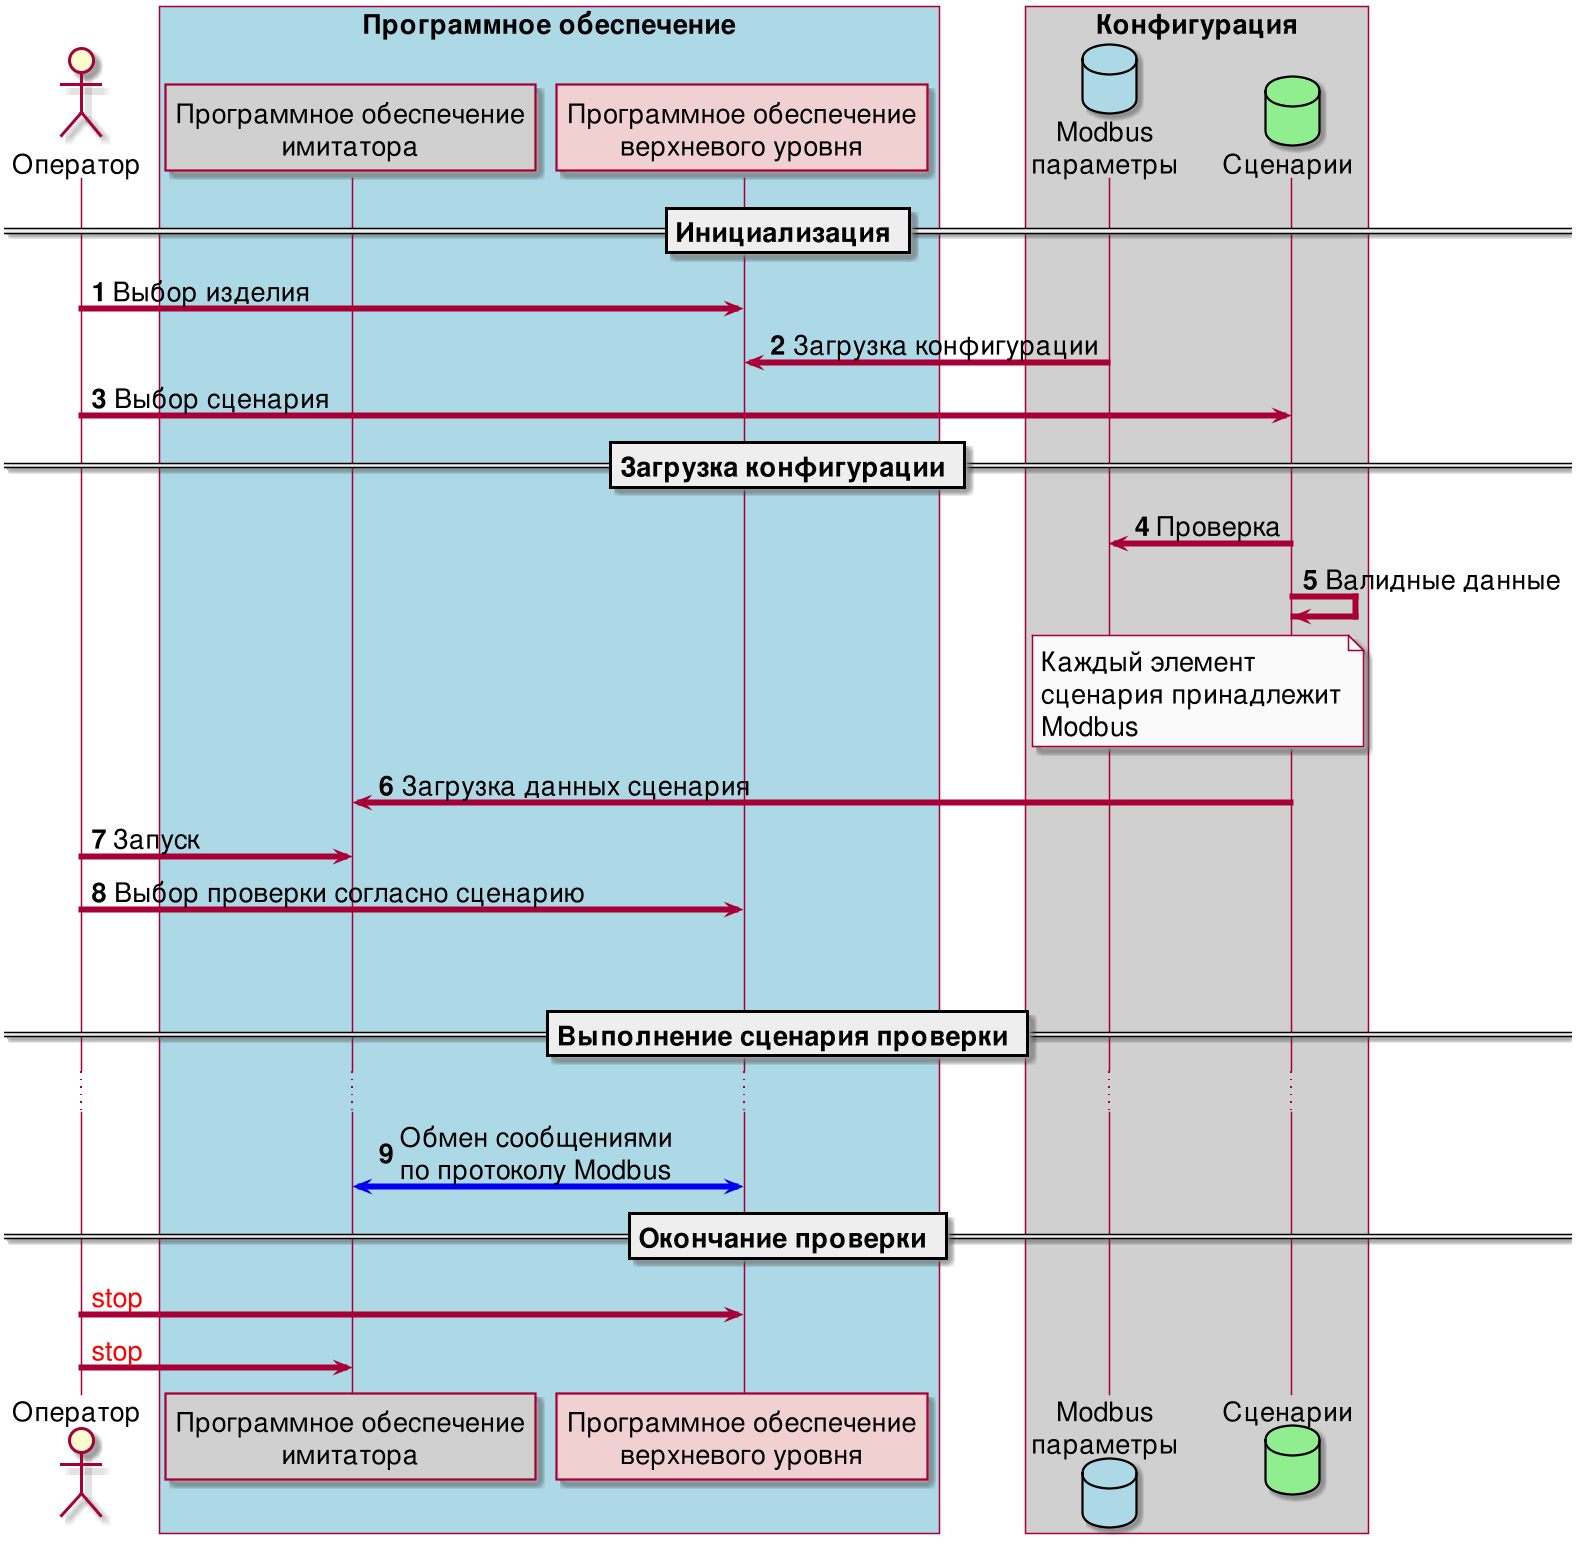 Программное обеспечение
Конфигурация
Оператор
Программное обеспечение
имитатора
Программное обеспечение
верхневого уровня
Modbus
параметры
Сценарии
Инициализация
1 Выбор изделия
2 Загрузка конфигурации
3 Выбор сценария
Загрузка конфигурации
4 Проверка
5 Валидные данные
Каждый элемент
сценария принадлежит
Modbus
6 Загрузка данных сценария
7 Запуск
8 Выбор проверки согласно сценарию
Выполнение сценария проверки
9 Обмен сообщениями
по протоколу Modbus
Окончание проверки
stop
stop
Оператор
Программное обеспечение
имитатора
Программное обеспечение
верхневого уровня
Modbus
параметры
Сценарии